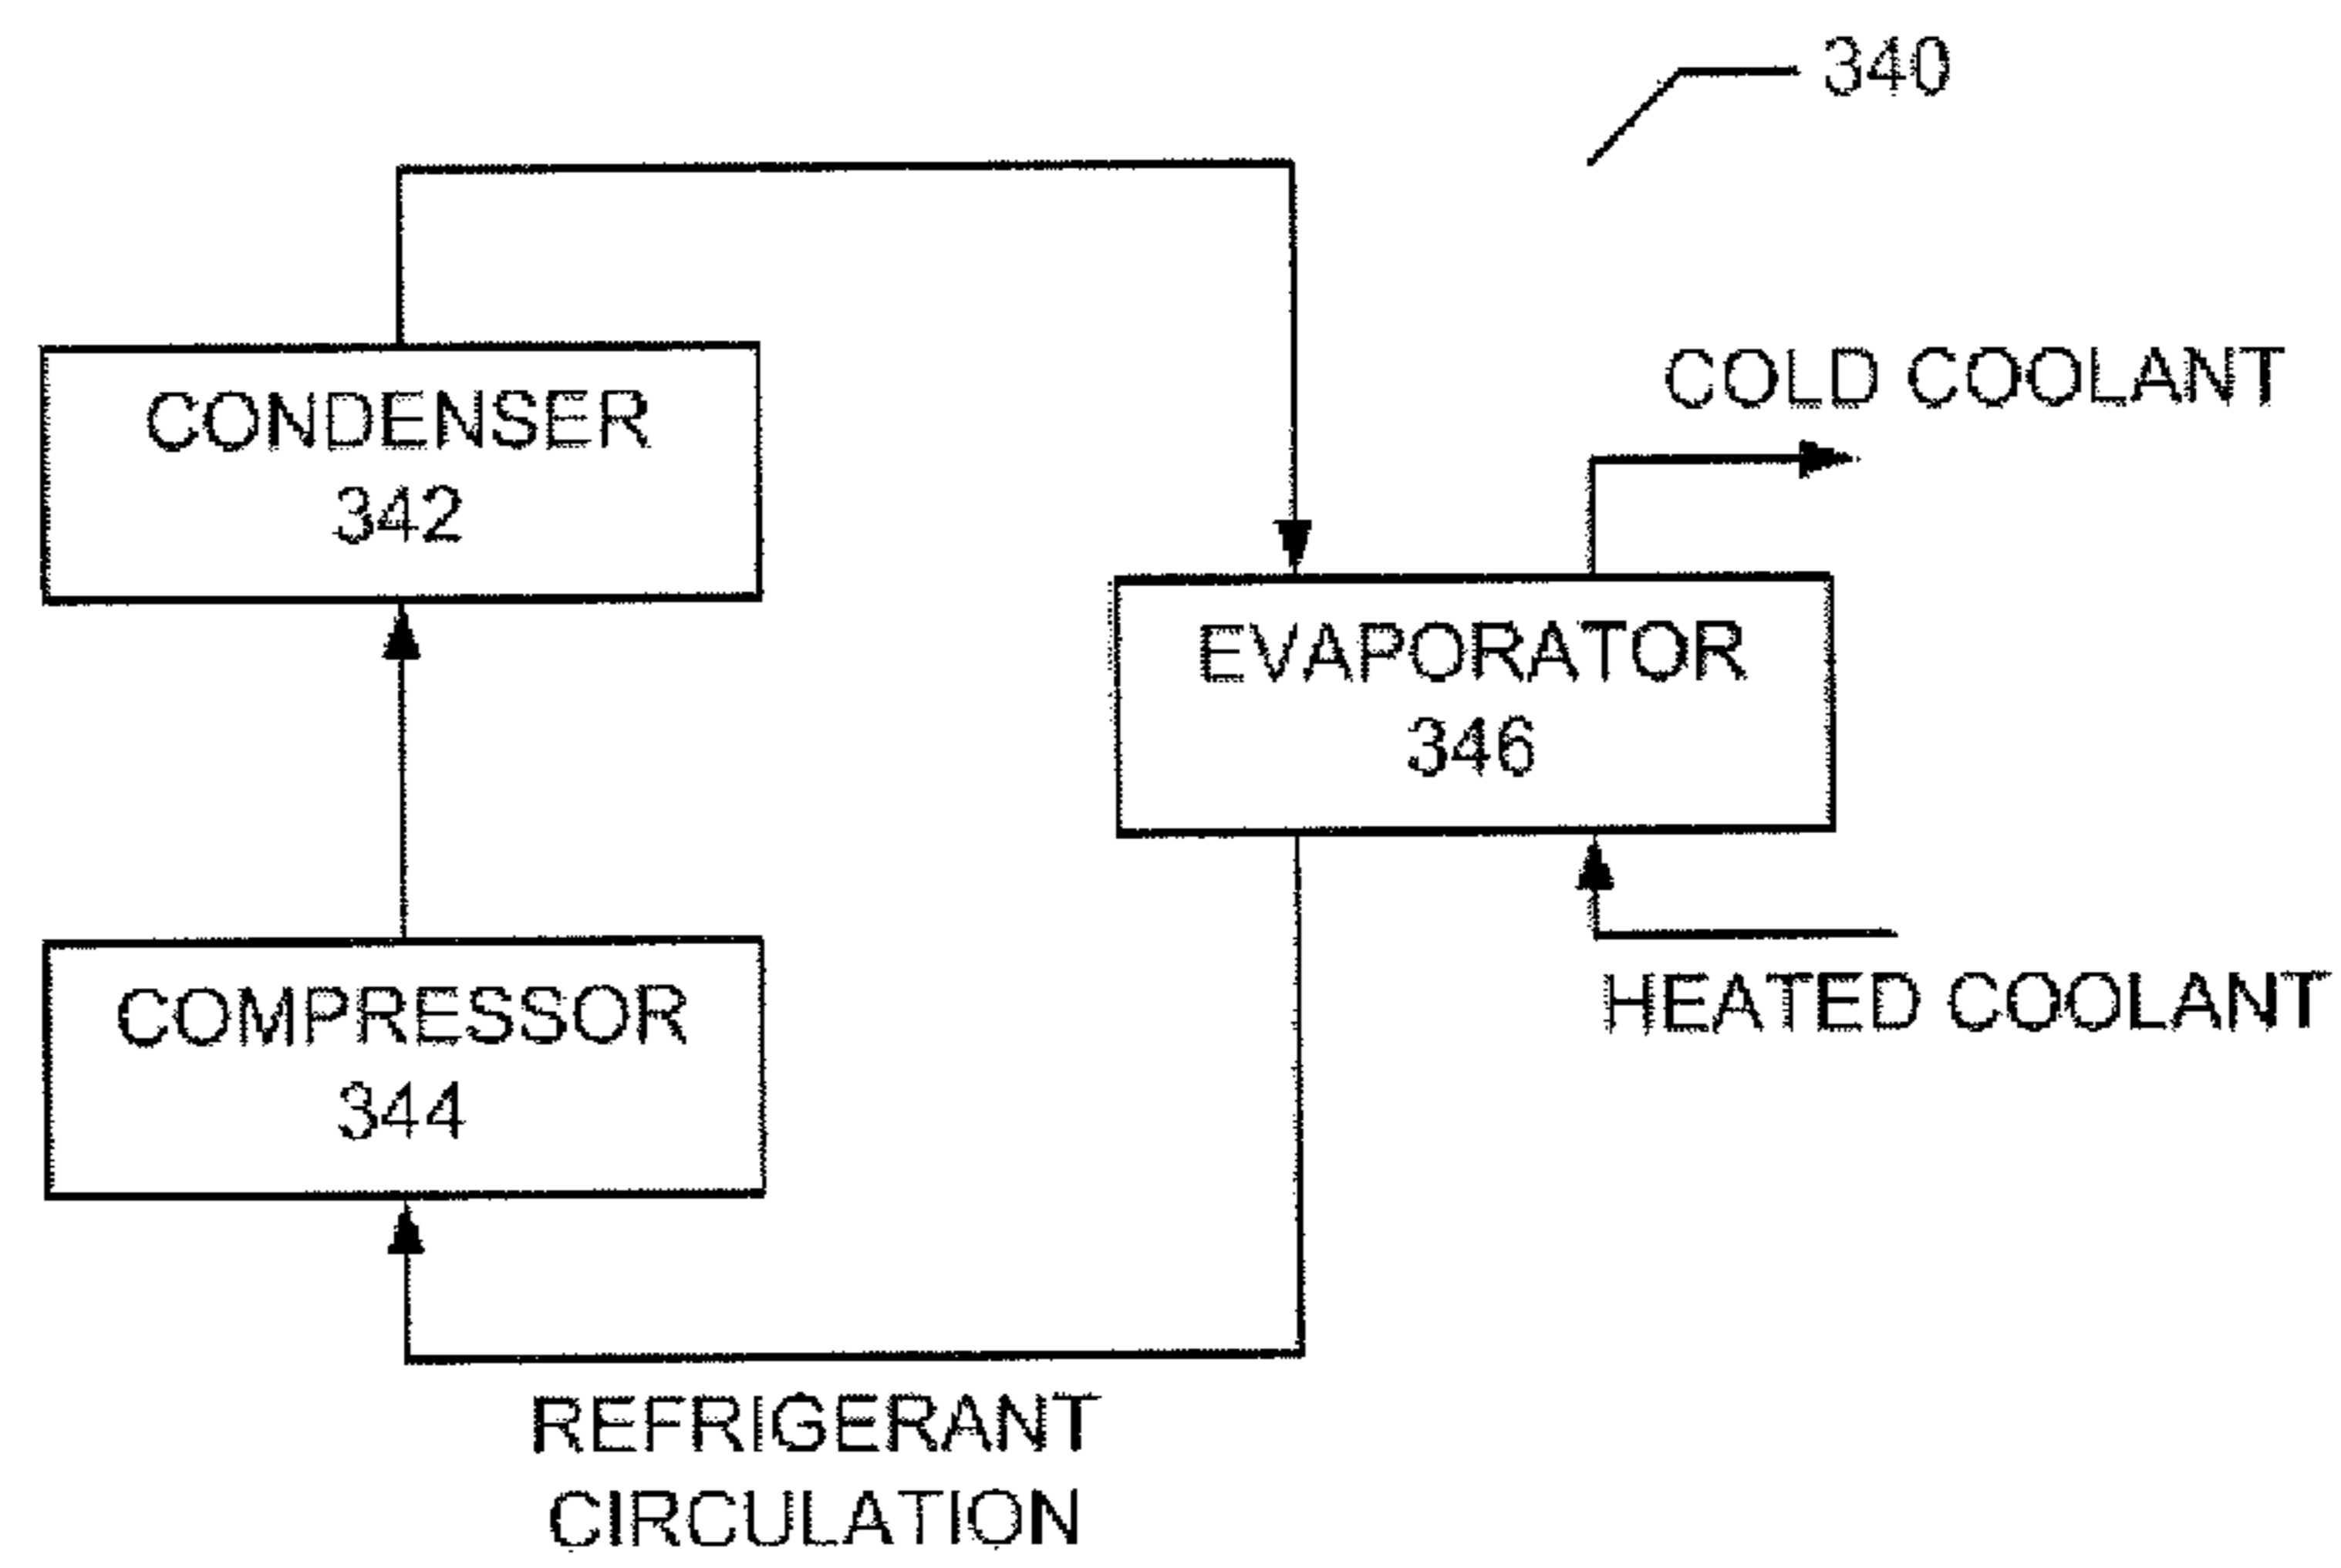 340
COLD COOLANT
CONDENSER
342
EVAPORATOR
346
HEATED COOLANT
COMPRESSOR
344
REFRIGERANT
CIRCULATION